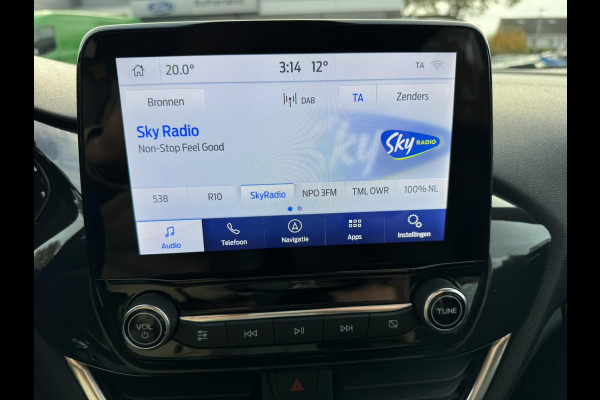 20.0° 3:14 12° TA
Bronnen DAB TA Zenders
Sky Radio
Non-Stop Feel Good
Sky RADIO
538 R10 SkyRadio NPO 3FM TML OWR 100% NL
Audio Telefoon Navigatie Apps Instellingen
VOL TUNE